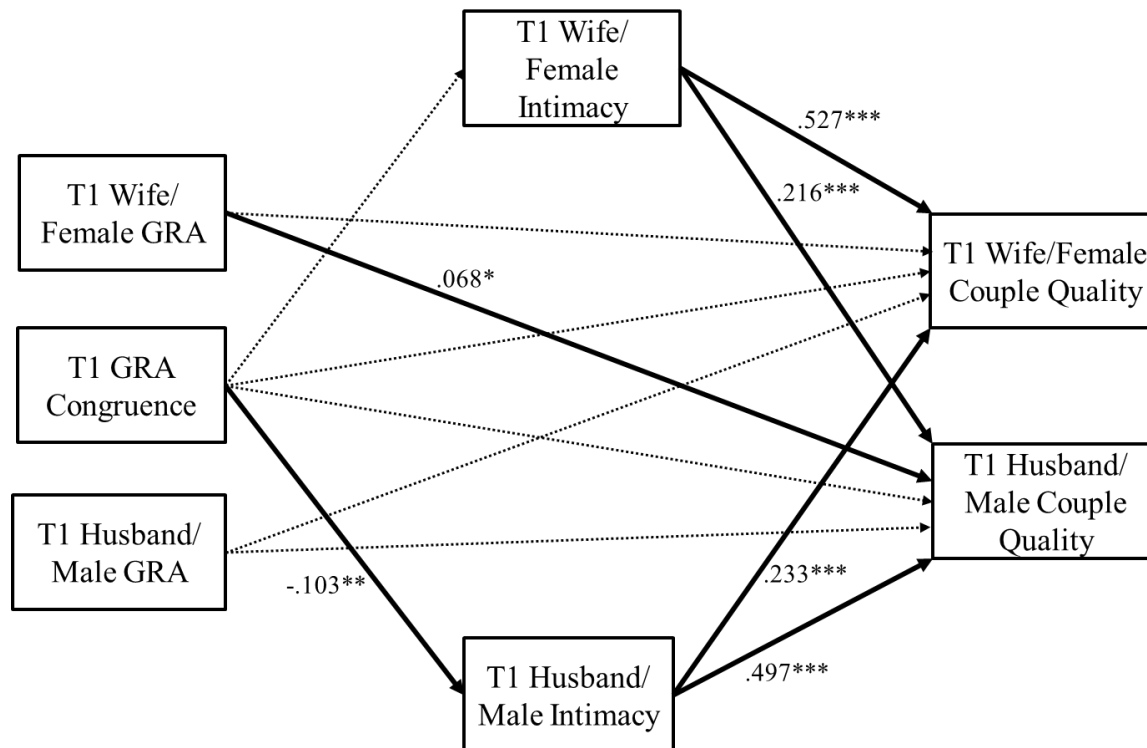 T1 Wife/
Female
Intimacy
.527***
.216***
T1 Wife/
Female GRA
T1 Wife/Female
Couple Quality
.068*
T1 GRA
Congruence
T1 Husband/
Male Couple
Quality
T1 Husband/
Male GRA
-.103**
.233***
T1 Husband/
Male Intimacy
.497***